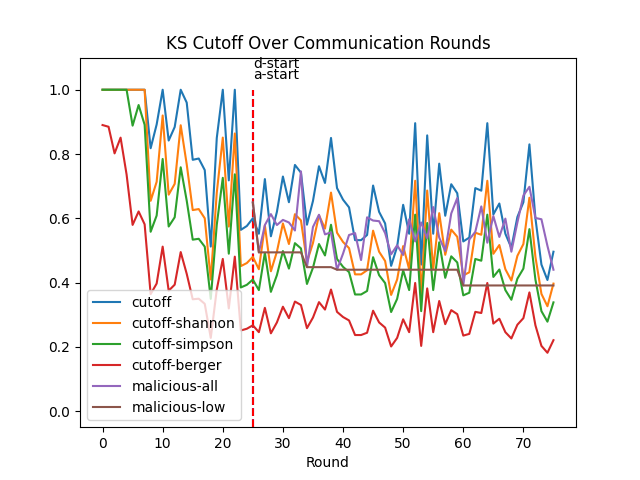 KS Cutoff Over Communication Rounds
d-start
a-start
1.0
0.8
0.6
0.4
0.2
0.0
cutoff
cutoff-shannon
cutoff-simpson
cutoff-berger
malicious-all
malicious-low
0 10 20 30 40 50 60 70
Round